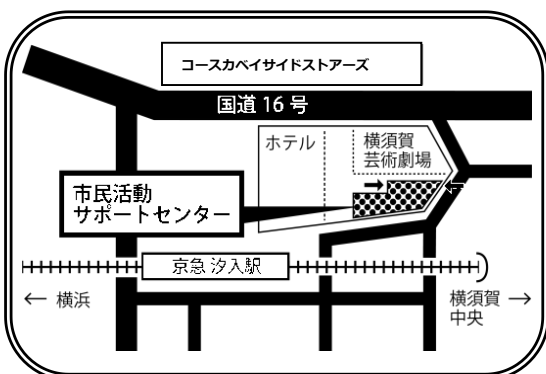 コースカベイサイドストアーズ
国道16号
ホテル
横須賀
芸術劇場
➡
←
市民活動
サポートセンター
京急 汐入駅
← 横浜
横須賀 →
中央